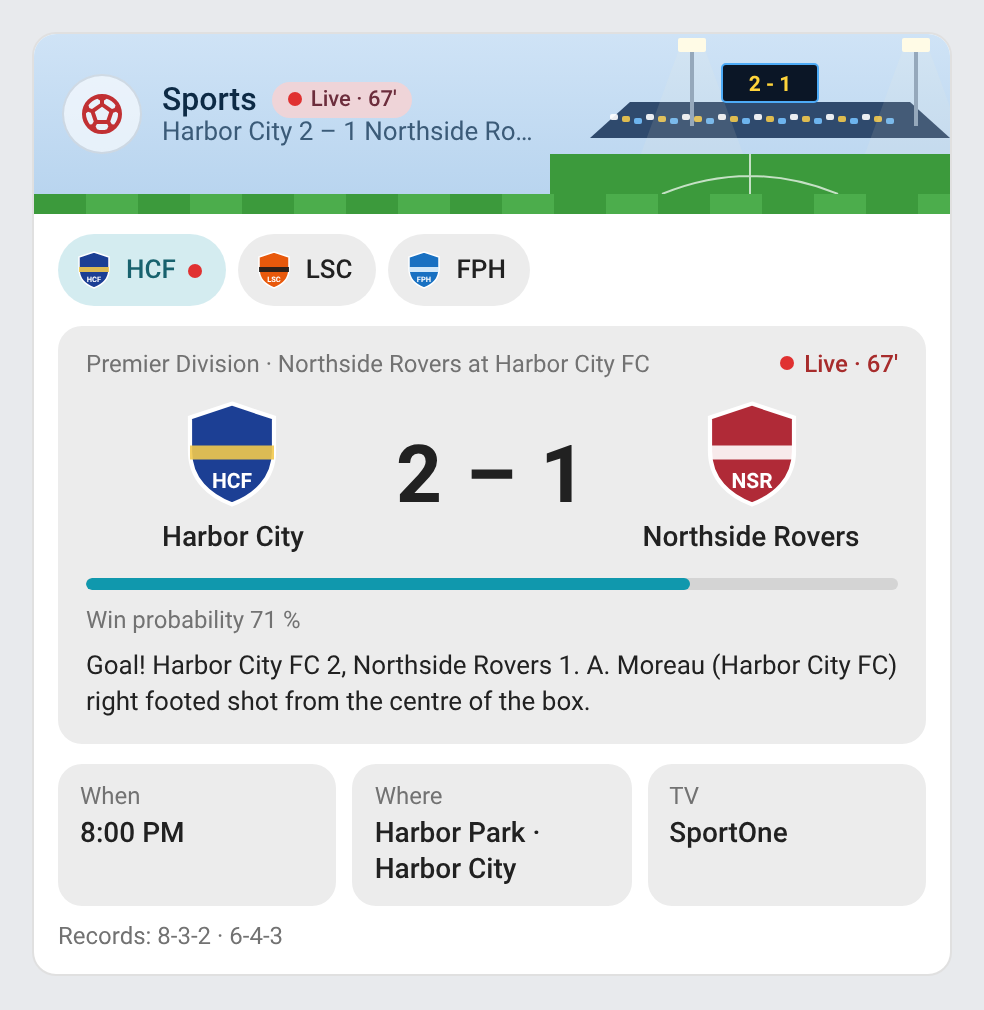 Sports
Live · 67'
Harbor City 2 – 1 Northside Ro…
2 - 1
HCF
HCF
LSC
LSC
FPH
FPH
Premier Division · Northside Rovers at Harbor City FC
Live · 67'
HCF
2 – 1
NSR
Harbor City
Northside Rovers
Win probability 71 %
Goal! Harbor City FC 2, Northside Rovers 1. A. Moreau (Harbor City FC)
right footed shot from the centre of the box.
When
8:00 PM
Where
Harbor Park ·
Harbor City
TV
SportOne
Records: 8-3-2 · 6-4-3